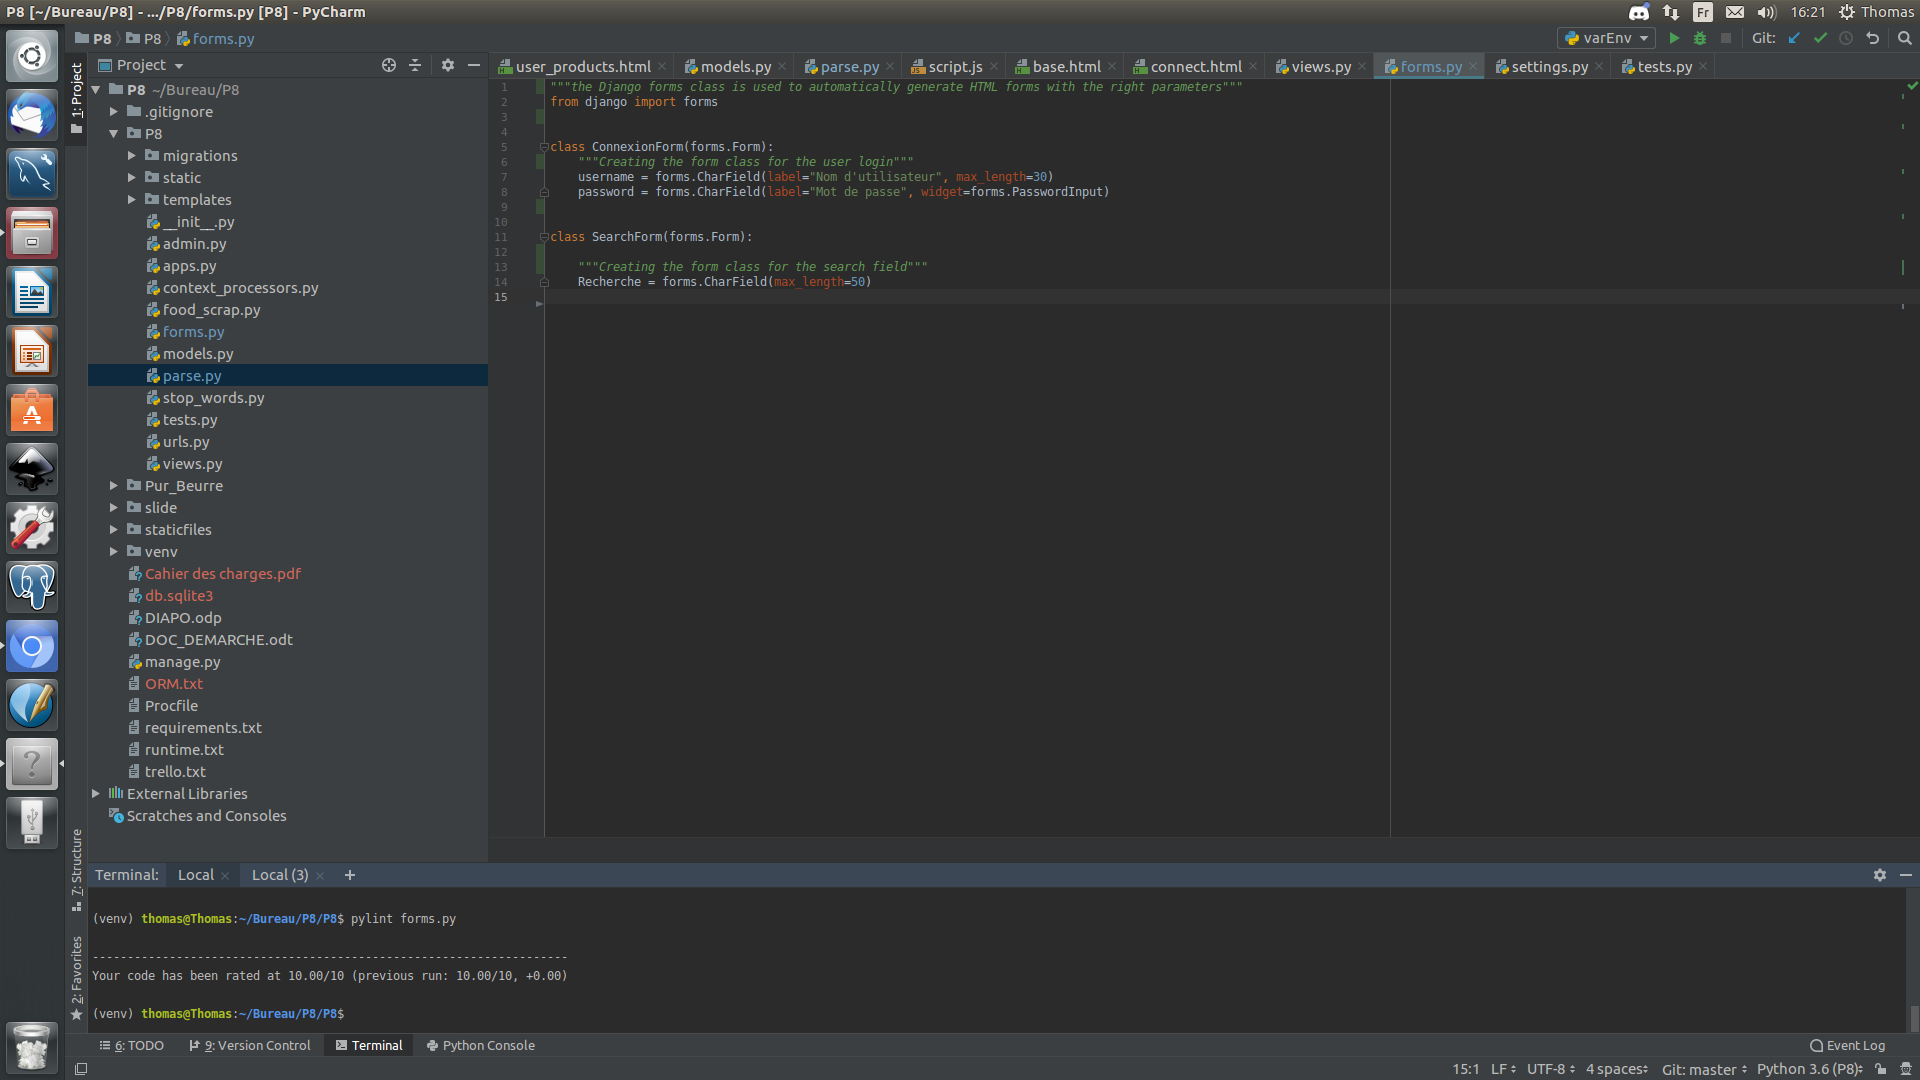 P8 [~/Bureau/P8] - .../P8/forms.py [P8] - PyCharm
Fr
16:21
Thomas
P8
P8
forms.py
varEnv
Git:
1: Project
Project
user_products.html
models.py
parse.py
script.js
base.html
connect.html
views.py
forms.py
settings.py
tests.py
P8 ~/Bureau/P8
.gitignore
P8
migrations
static
templates
__init__.py
admin.py
apps.py
context_processors.py
food_scrap.py
forms.py
models.py
parse.py
stop_words.py
tests.py
urls.py
views.py
Pur_Beurre
slide
staticfiles
venv
Cahier des charges.pdf
db.sqlite3
DIAPO.odp
DOC_DEMARCHE.odt
manage.py
ORM.txt
Procfile
requirements.txt
runtime.txt
trello.txt
External Libraries
Scratches and Consoles
1 """the Django forms class is used to automatically generate HTML forms with the right parameters"""
2 from django import forms
3
4
5 class ConnexionForm(forms.Form):
6     """Creating the form class for the user login"""
7     username = forms.CharField(label="Nom d'utilisateur", max_length=30)
8     password = forms.CharField(label="Mot de passe", widget=forms.PasswordInput)
9
10
11 class SearchForm(forms.Form):
12
13     """Creating the form class for the search field"""
14     Recherche = forms.CharField(max_length=50)
15
7: Structure
2: Favorites
Terminal:
Local
Local (3)
+
(venv) thomas@Thomas:~/Bureau/P8/P8$ pylint forms.py
--------------------------------------------------------------------
Your code has been rated at 10.00/10 (previous run: 10.00/10, +0.00)
(venv) thomas@Thomas:~/Bureau/P8/P8$
6: TODO
9: Version Control
Terminal
Python Console
Event Log
15:1
LF
UTF-8
4 spaces
Git: master
Python 3.6 (P8)